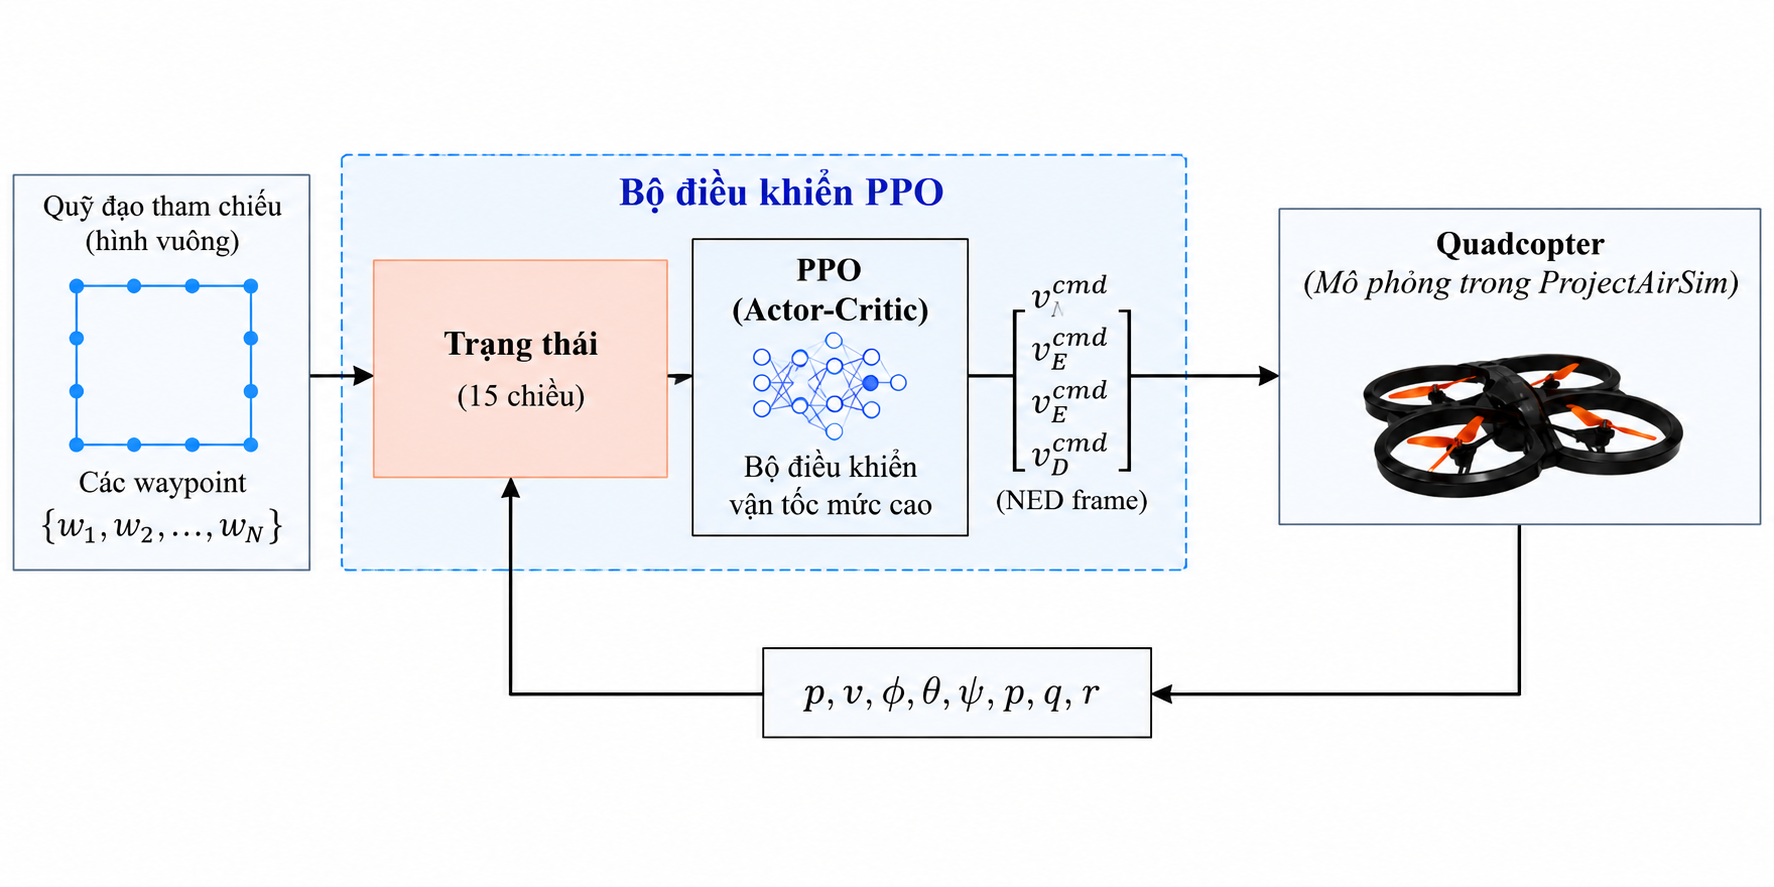 Quỹ đạo tham chiếu
(hình vuông)
Các waypoint
{w₁, w₂, ..., w_N}
Bộ điều khiển PPO
Trạng thái
(15 chiều)
PPO
(Actor-Critic)
Bộ điều khiển
vận tốc mức cao
v^cmd
v_E^cmd
v_E^cmd
v_D^cmd
(NED frame)
Quadcopter
(Mô phỏng trong ProjectAirSim)
p, v, ϕ, θ, ψ, p, q, r